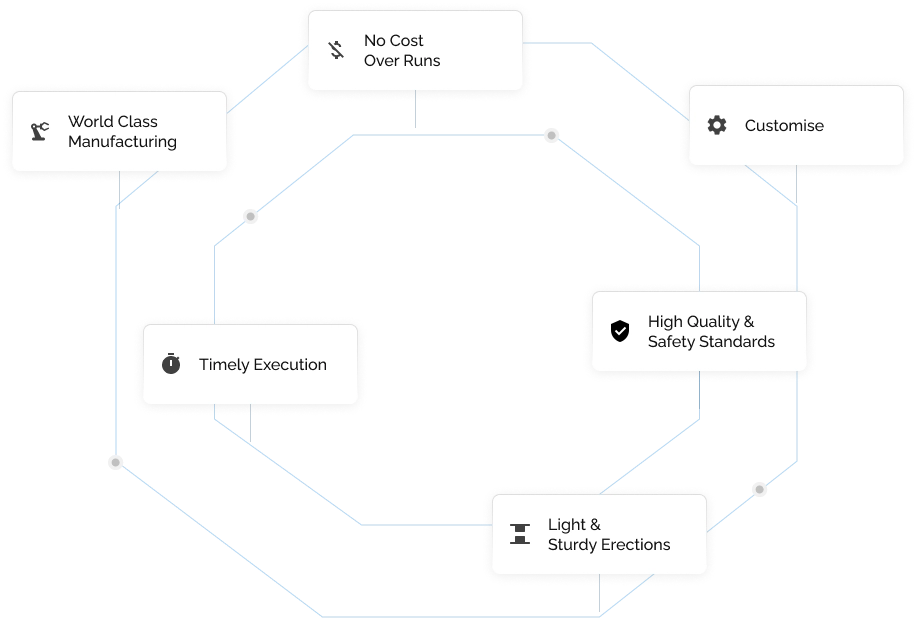 No Cost
Over Runs
World Class
Manufacturing
Customise
High Quality &
Safety Standards
Timely Execution
Light &
Sturdy Erections